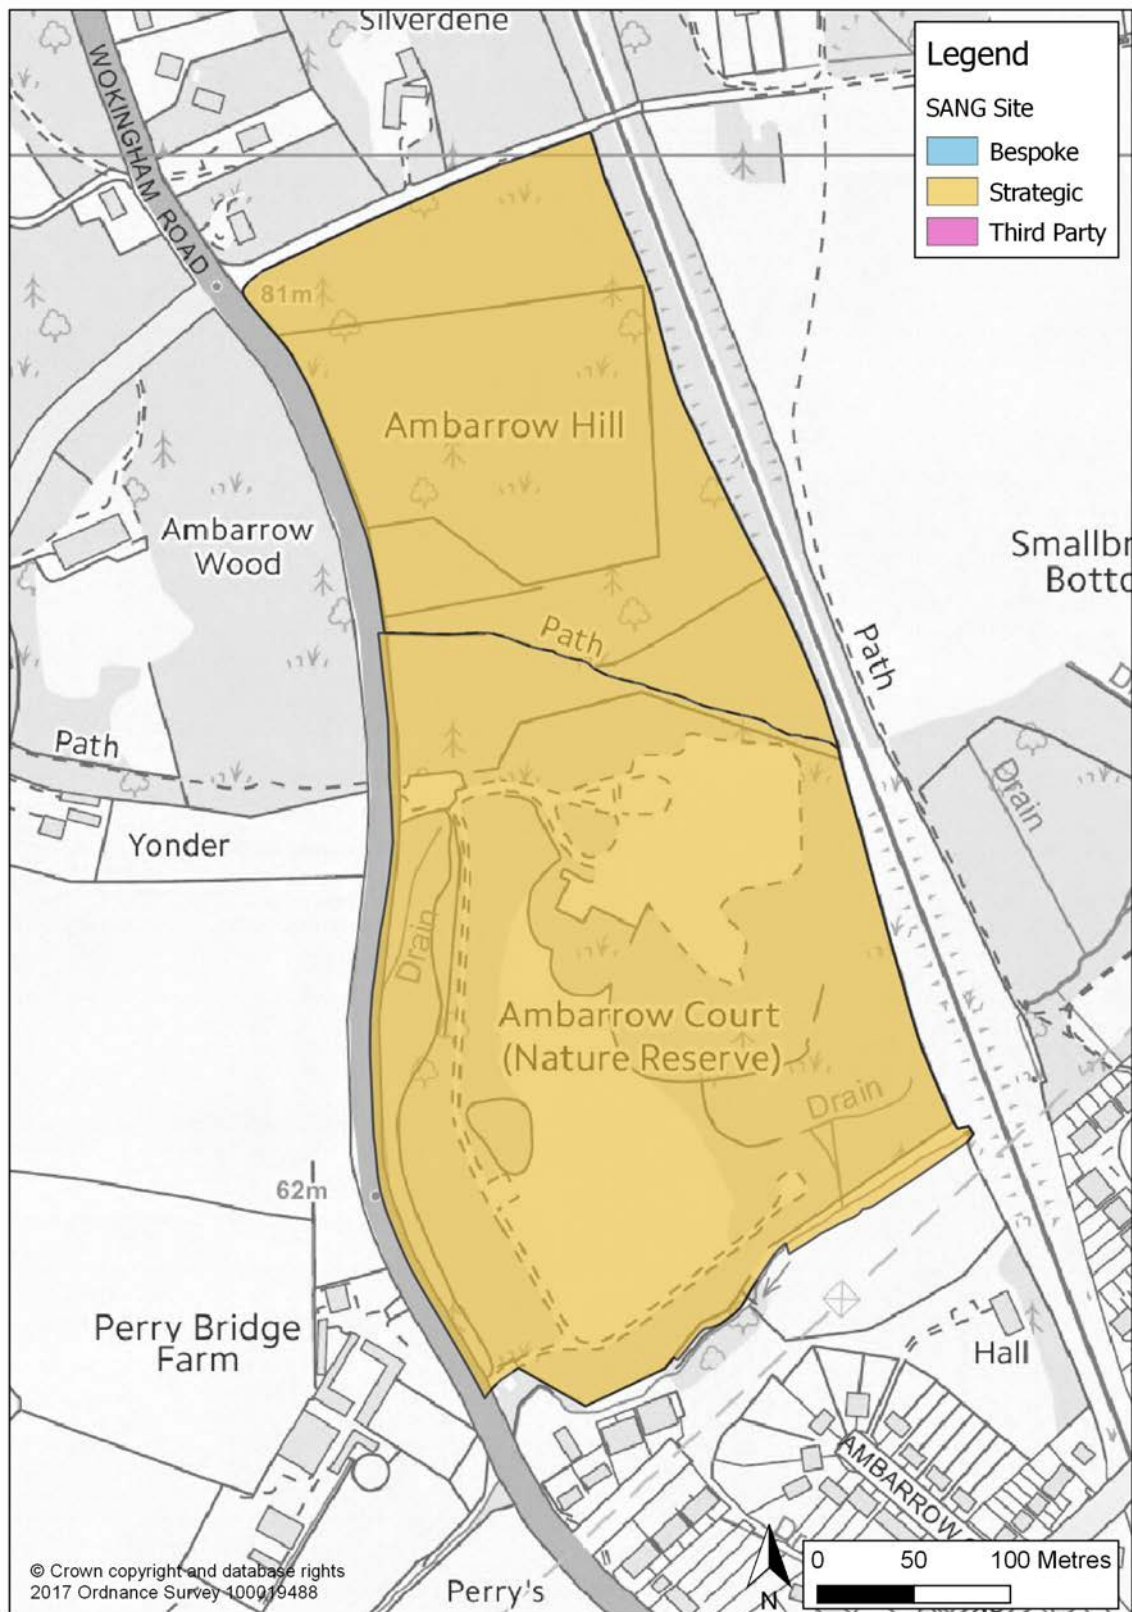 Silverdene
Legend
SANG Site
Bespoke
Strategic
Third Party
WOKINGHAM ROAD
81m
Ambarrow Hill
Ambarrow
Wood
Path
Path
Path
Yonder
Drain
Drain
Ambarrow Court
(Nature Reserve)
Drain
62m
Perry Bridge
Farm
Hall
AMBARROW
Perry's
N
0 50 100 Metres
© Crown copyright and database rights
2017 Ordnance Survey 100019488